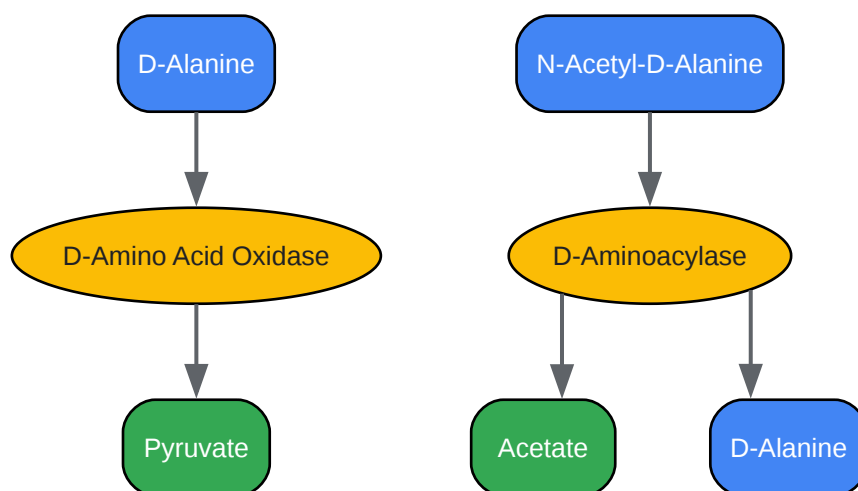 D-Alanine
N-Acetyl-D-Alanine
D-Amino Acid Oxidase
D-Aminoacylase
Pyruvate
Acetate
D-Alanine